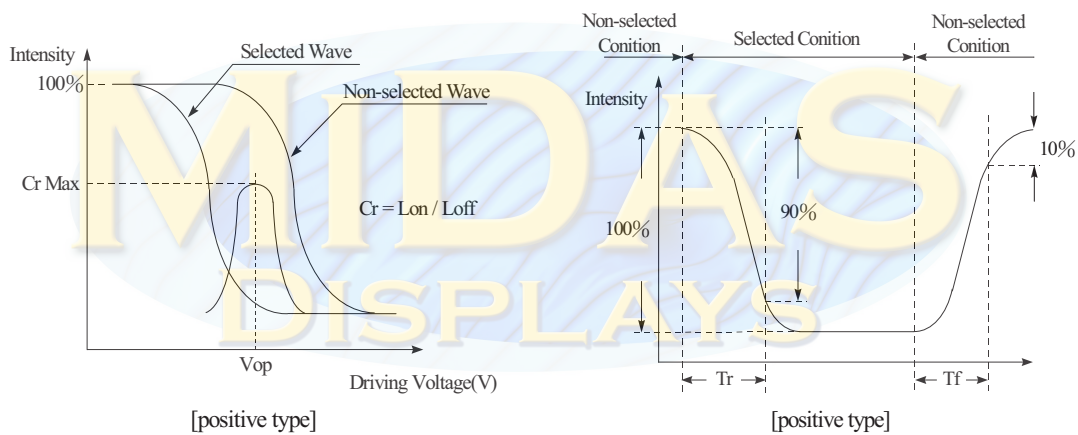 MIDAS
DISPLAYS
Intensity
100%
Selected Wave
Non-selected Wave
Cr Max
Cr = Lon / Loff
Vop
Driving Voltage(V)
[positive type]
Non-selected
Conition
Selected Conition
Non-selected
Conition
Intensity
10%
90%
100%
Tr
Tf
[positive type]